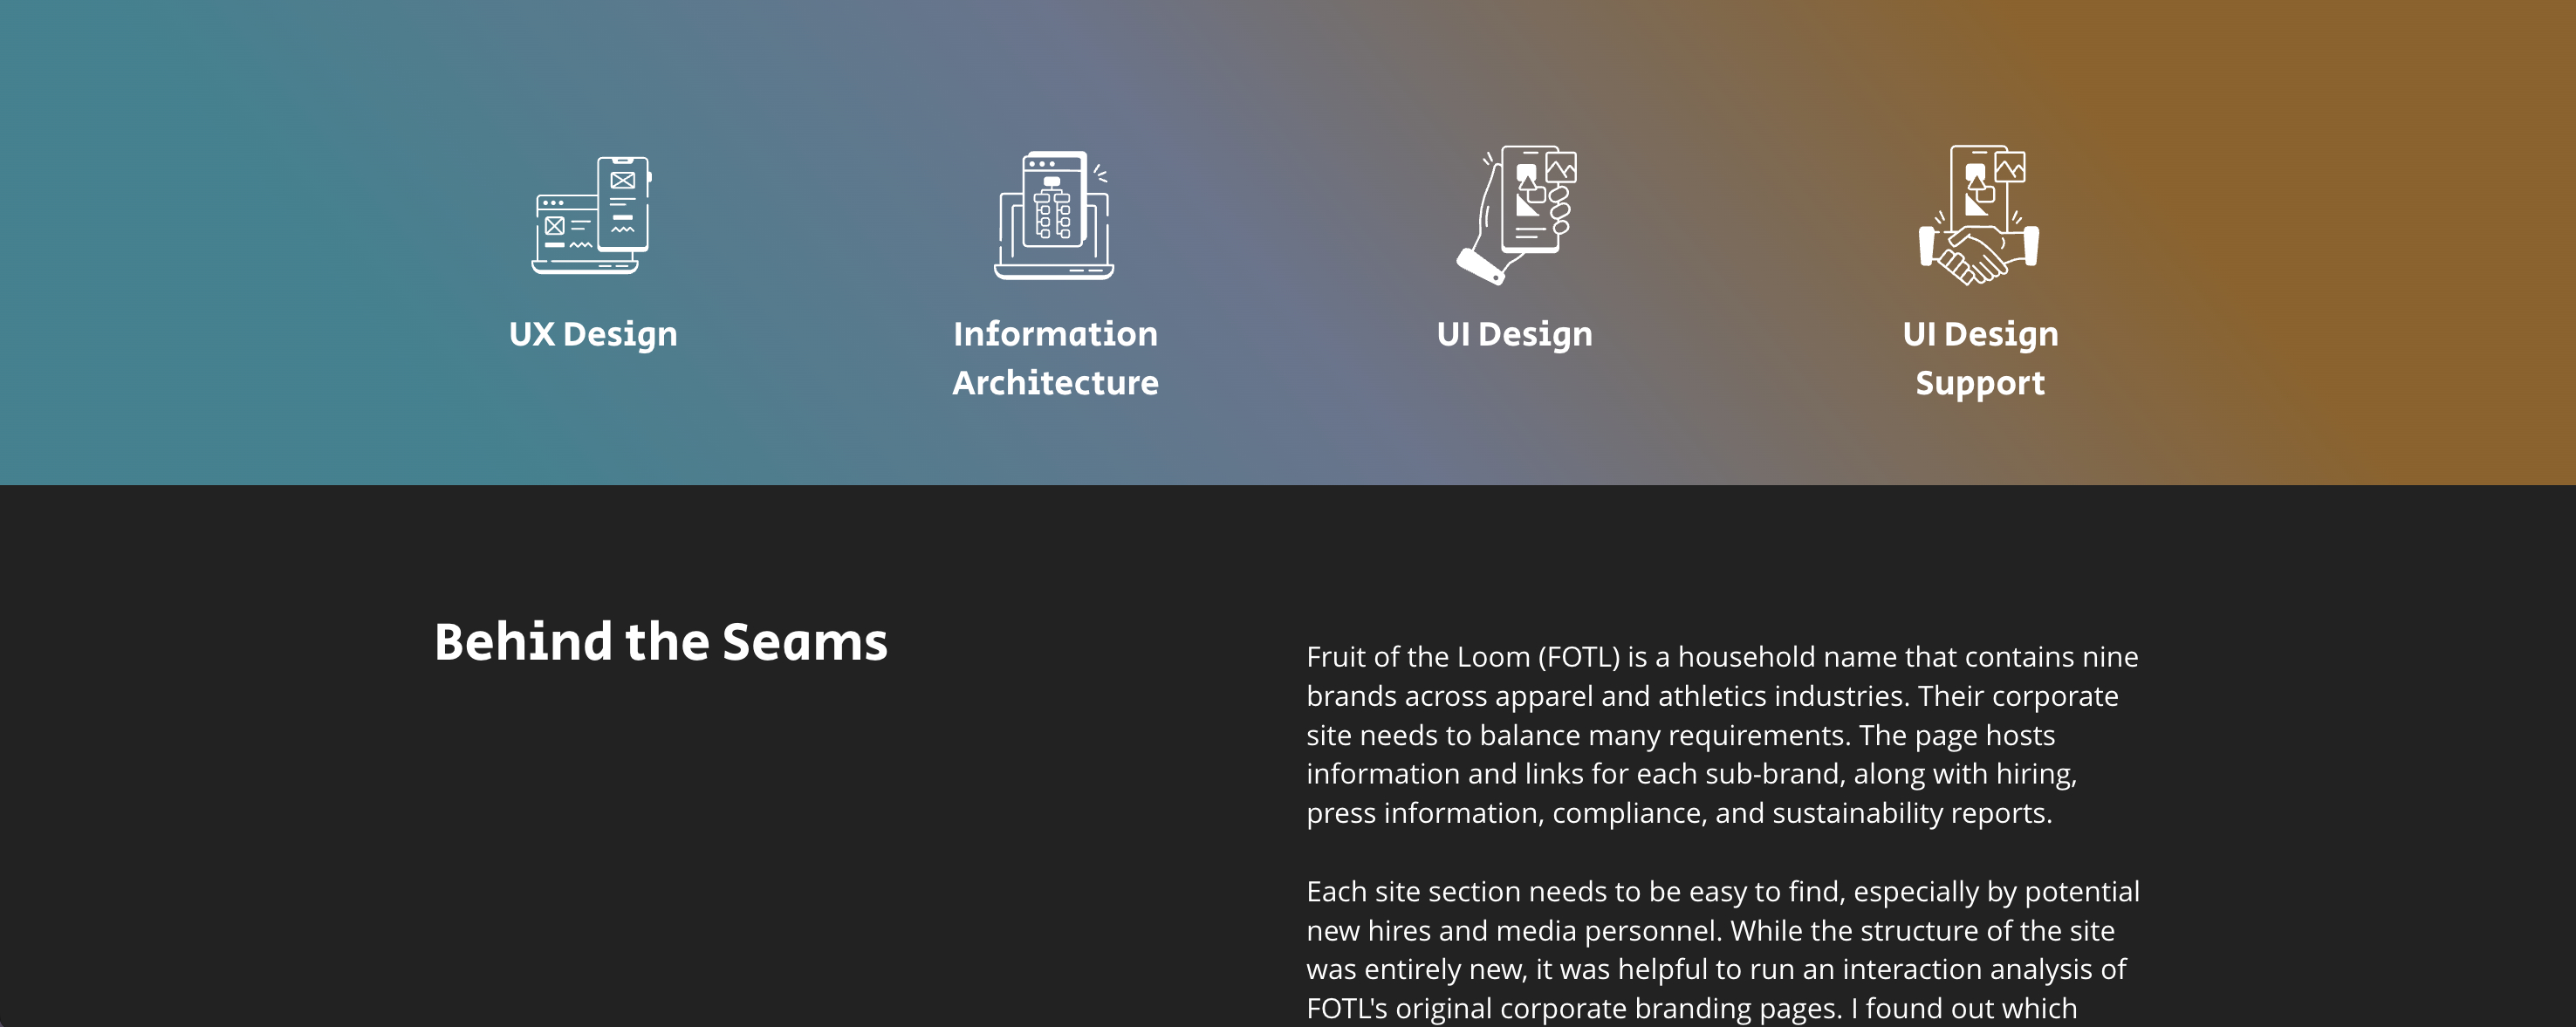 UX Design
Information
Architecture
UI Design
UI Design
Support
Behind the Seams
Fruit of the Loom (FOTL) is a household name that contains nine
brands across apparel and athletics industries. Their corporate
site needs to balance many requirements. The page hosts
information and links for each sub-brand, along with hiring,
press information, compliance, and sustainability reports.
Each site section needs to be easy to find, especially by potential
new hires and media personnel. While the structure of the site
was entirely new, it was helpful to run an interaction analysis of
FOTL's original corporate branding pages. I found out which